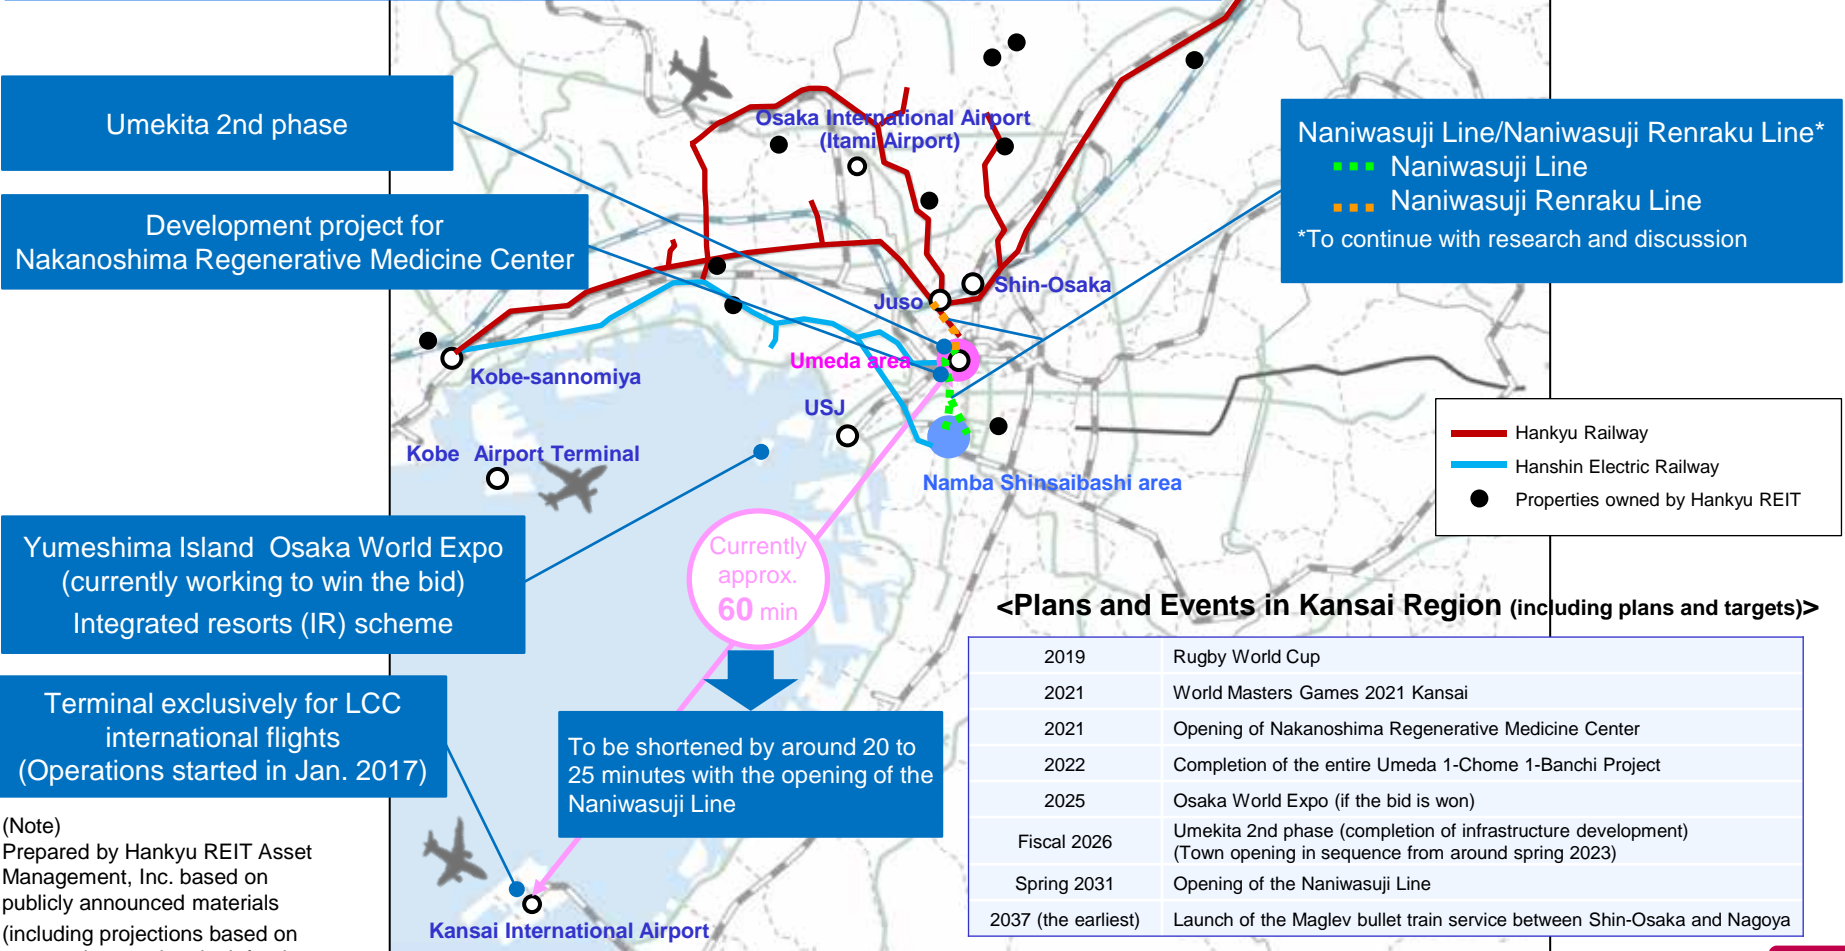 Umekita 2nd phase
Development project for
Nakanoshima Regenerative Medicine Center
Osaka International Airport
(Itami Airport)
Naniwasuji Line/Naniwasuji Renraku Line*
Naniwasuji Line
Naniwasuji Renraku Line
*To continue with research and discussion
Shin-Osaka
Juso
Umeda area
Kobe-sannomiya
USJ
Kobe Airport Terminal
Namba Shinsaibashi area
Hankyu Railway
Hanshin Electric Railway
Properties owned by Hankyu REIT
Yumeshima Island Osaka World Expo
(currently working to win the bid)
Integrated resorts (IR) scheme
Currently
approx.
60 min
Terminal exclusively for LCC
international flights
(Operations started in Jan. 2017)
To be shortened by around 20 to
25 minutes with the opening of the
Naniwasuji Line
Kansai International Airport
<Plans and Events in Kansai Region (including plans and targets)>
2019 Rugby World Cup
2021 World Masters Games 2021 Kansai
2021 Opening of Nakanoshima Regenerative Medicine Center
2022 Completion of the entire Umeda 1-Chome 1-Banchi Project
2025 Osaka World Expo (if the bid is won)
Fiscal 2026 Umekita 2nd phase (completion of infrastructure development)
(Town opening in sequence from around spring 2023)
Spring 2031 Opening of the Naniwasuji Line
2037 (the earliest) Launch of the Maglev bullet train service between Shin-Osaka and Nagoya
(Note)
Prepared by Hankyu REIT Asset
Management, Inc. based on
publicly announced materials
(including projections based on